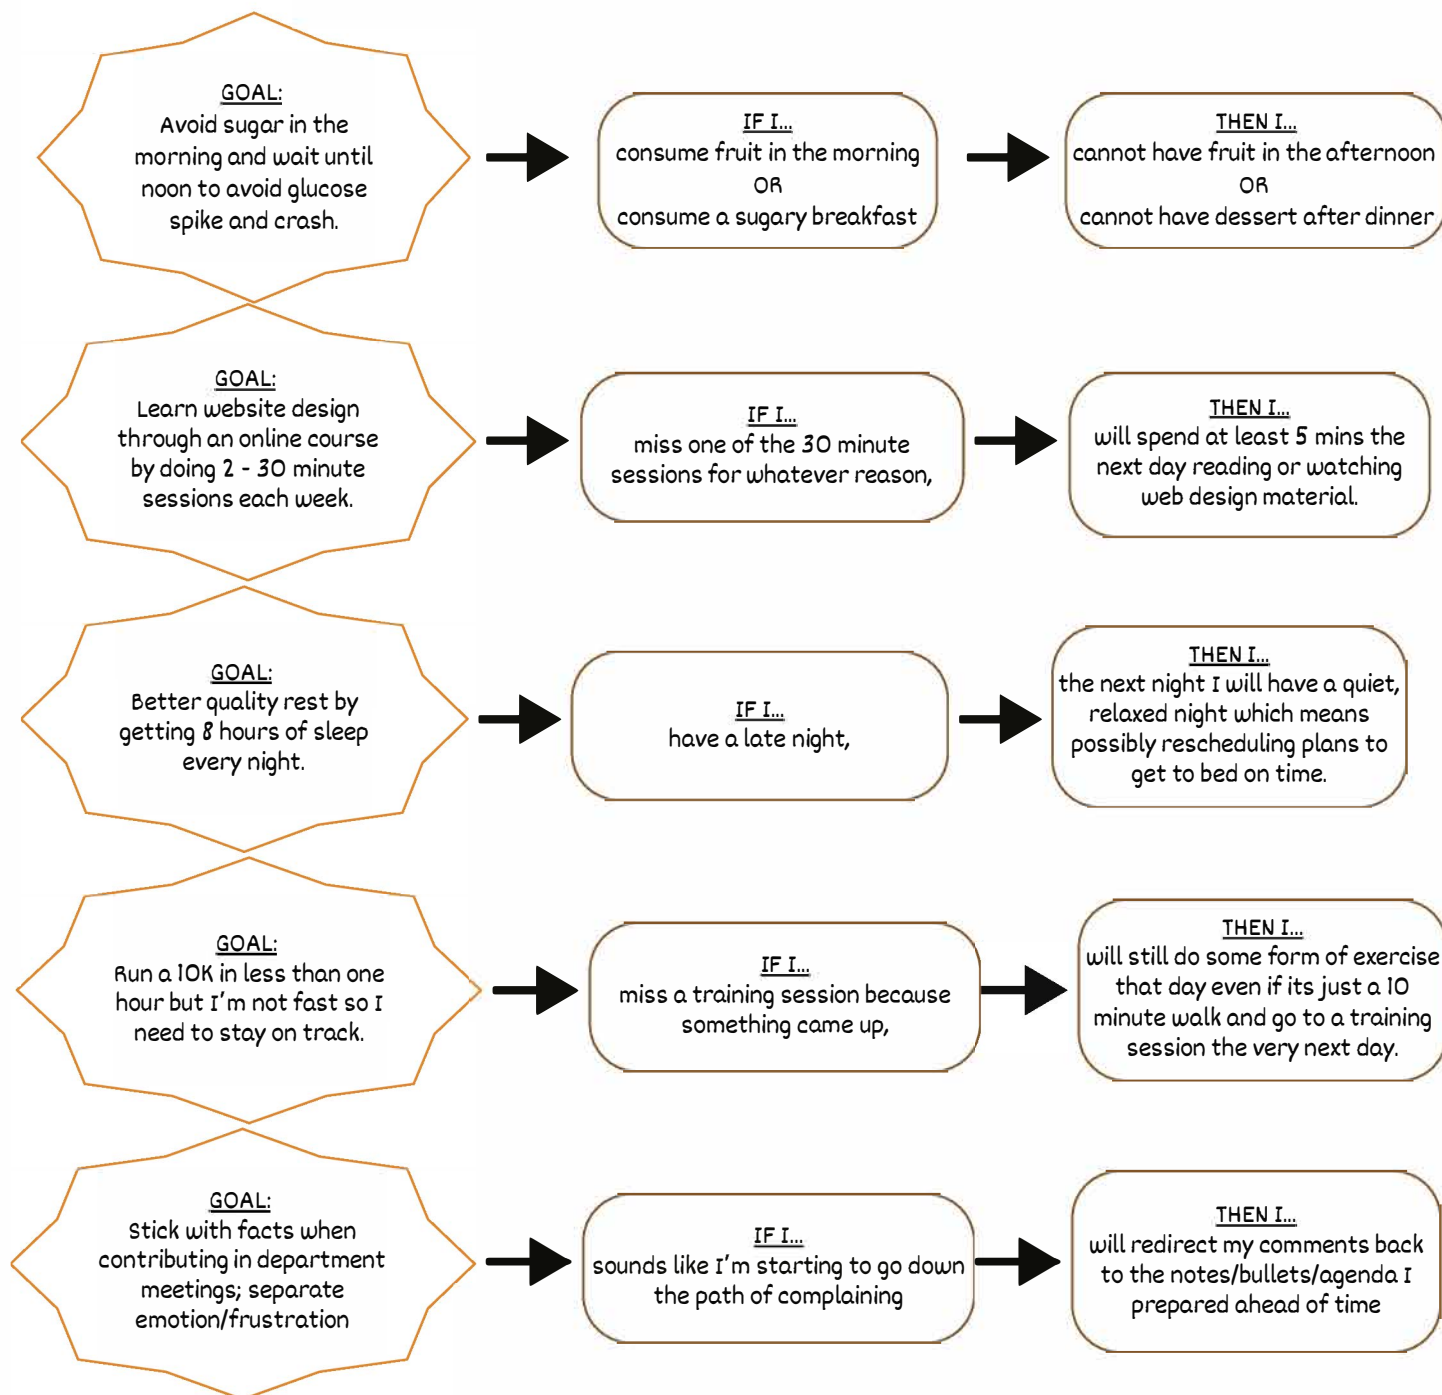 GOAL:
Avoid sugar in the
morning and wait until
noon to avoid glucose
spike and crash.
IF I...
consume fruit in the morning
OR
consume a sugary breakfast
THEN I...
cannot have fruit in the afternoon
OR
cannot have dessert after dinner
GOAL:
Learn website design
through an online course
by doing 2 - 30 minute
sessions each week.
IF I...
miss one of the 30 minute
sessions for whatever reason,
THEN I...
will spend at least 5 mins the
next day reading or watching
web design material.
GOAL:
Better quality rest by
getting 8 hours of sleep
every night.
IF I...
have a late night,
THEN I...
the next night I will have a quiet,
relaxed night which means
possibly rescheduling plans to
get to bed on time.
GOAL:
Run a 10K in less than one
hour but I'm not fast so I
need to stay on track.
IF I...
miss a training session because
something came up,
THEN I...
will still do some form of exercise
that day even if its just a 10
minute walk and go to a training
session the very next day.
GOAL:
Stick with facts when
contributing in department
meetings; separate
emotion/frustration
IF I...
sounds like I'm starting to go down
the path of complaining
THEN I...
will redirect my comments back
to the notes/bullets/agenda I
prepared ahead of time